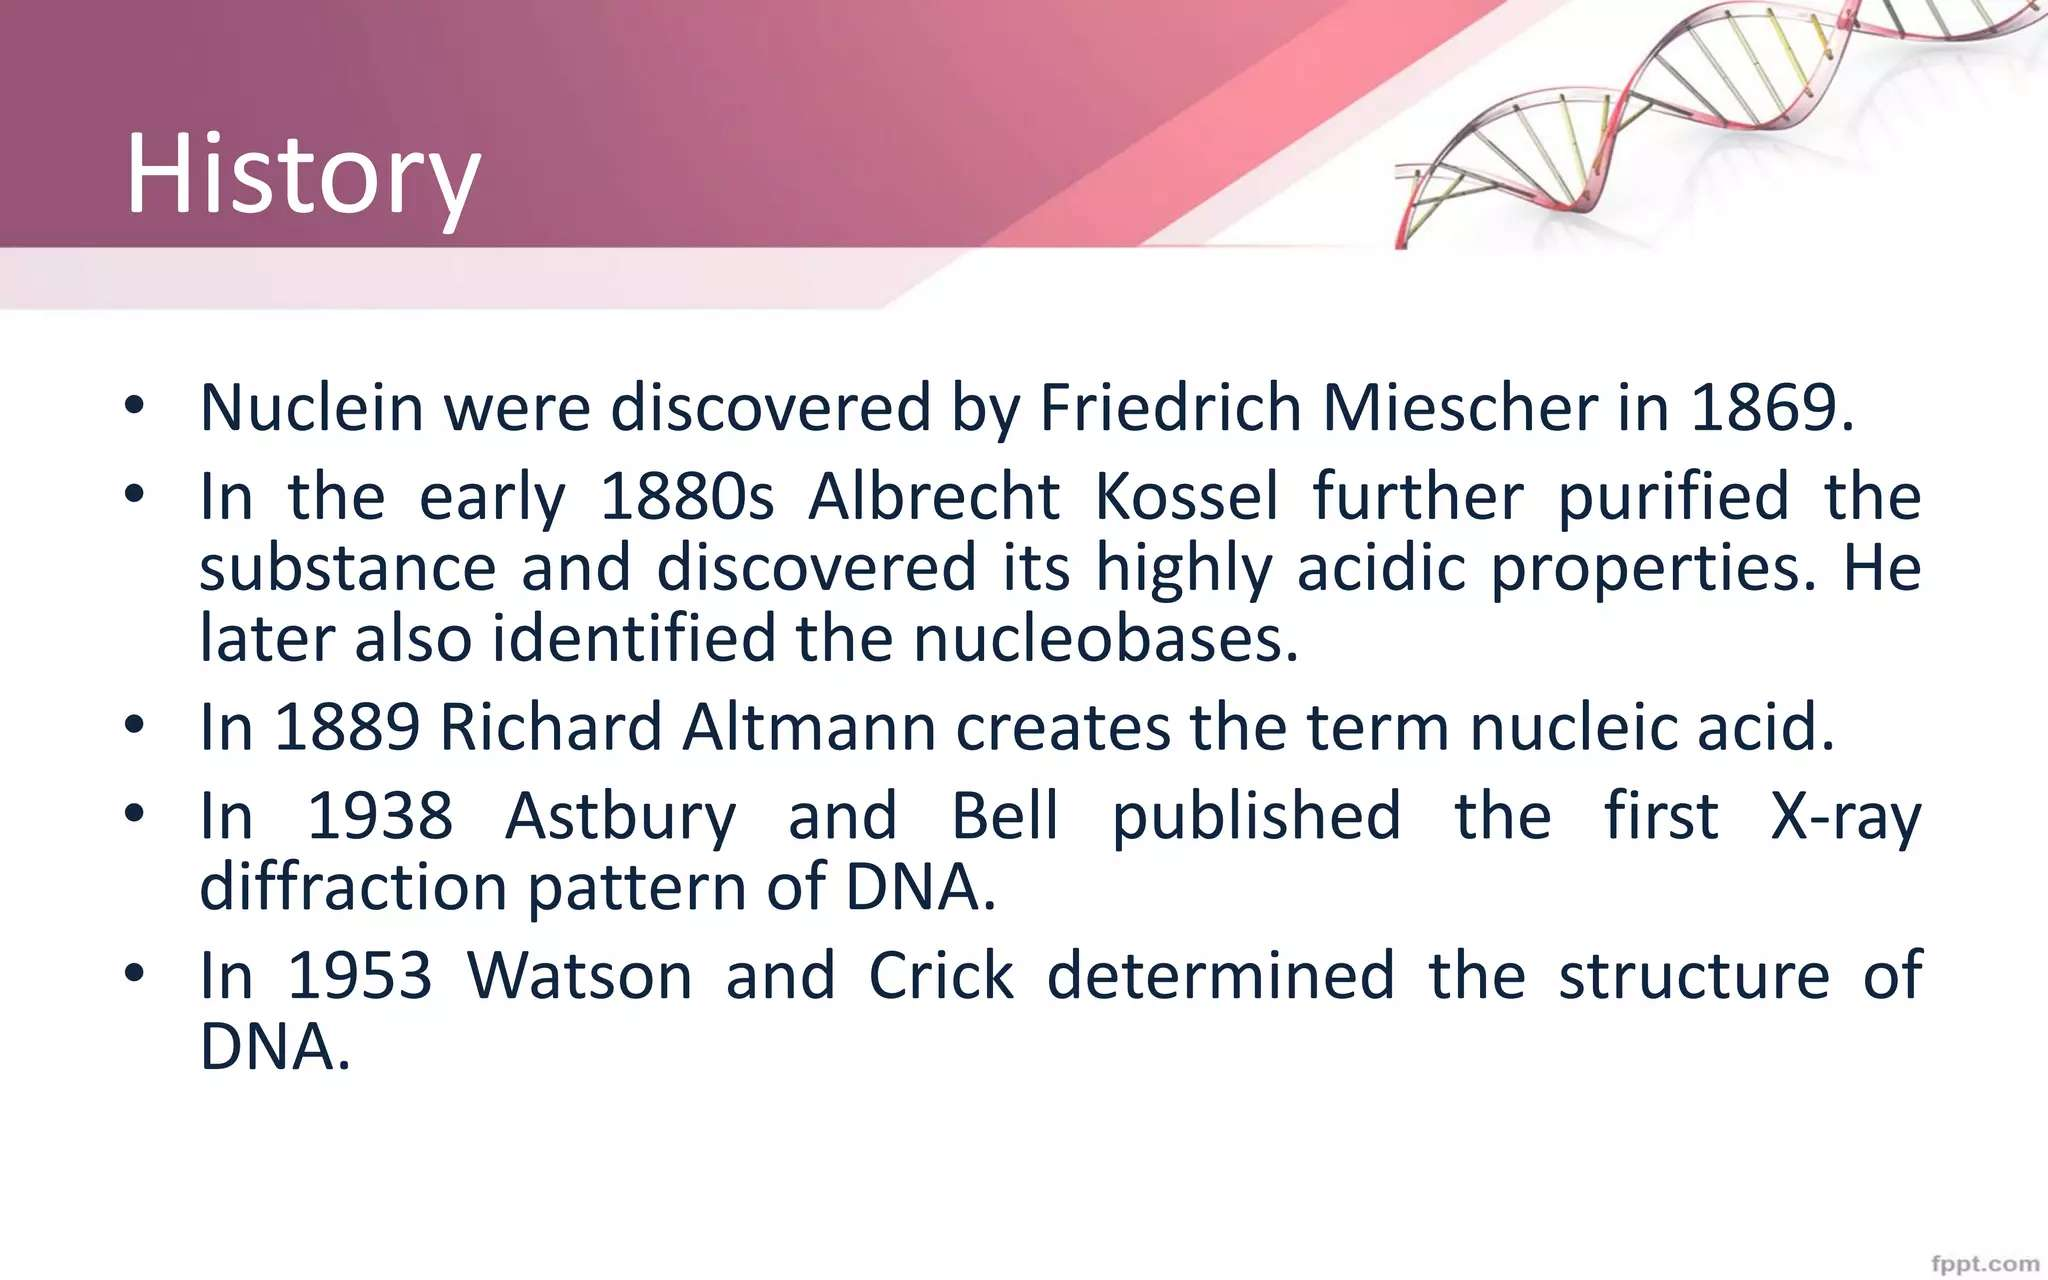 History
• Nuclein were discovered by Friedrich Miescher in 1869.
• In the early 1880s Albrecht Kossel further purified the
substance and discovered its highly acidic properties. He
later also identified the nucleobases.
• In 1889 Richard Altmann creates the term nucleic acid.
• In 1938 Astbury and Bell published the first X-ray
diffraction pattern of DNA.
• In 1953 Watson and Crick determined the structure of
DNA.
fppt.com